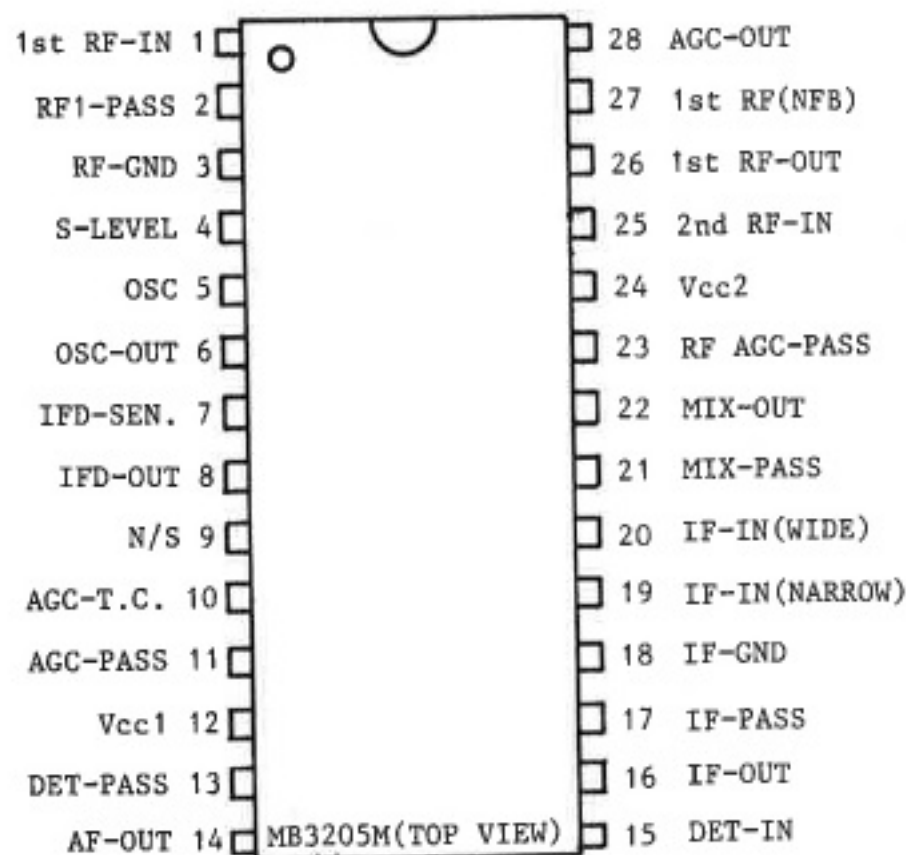 1st RF-IN 1
RF1-PASS 2
RF-GND 3
S-LEVEL 4
OSC 5
OSC-OUT 6
IFD-SEN. 7
IFD-OUT 8
N/S 9
AGC-T.C. 10
AGC-PASS 11
Vcc1 12
DET-PASS 13
AF-OUT 14
MB3205M(TOP VIEW)
28 AGC-OUT
27 1st RF(NFB)
26 1st RF-OUT
25 2nd RF-IN
24 Vcc2
23 RF AGC-PASS
22 MIX-OUT
21 MIX-PASS
20 IF-IN(WIDE)
19 IF-IN(NARROW)
18 IF-GND
17 IF-PASS
16 IF-OUT
15 DET-IN